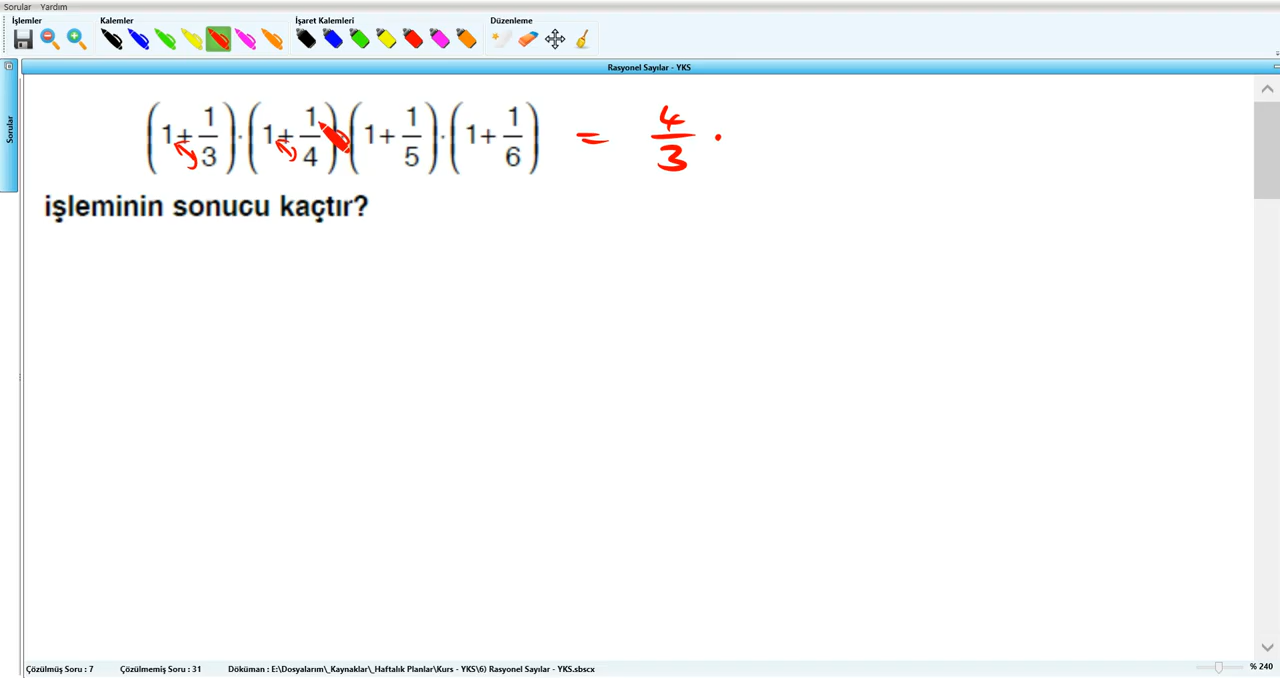 Sorular Yardım
İşlemler Kalemler İşaret Kalemleri Düzenleme
Rasyonel Sayılar - YKS
Sorular
(1+1/3)·(1+1/4)(1+1/5)·(1+1/6) = 4/3 ·
işleminin sonucu kaçtır?
Çözülmüş Soru : 7 Çözülmemiş Soru : 31 Döküman : E:\Dosyalarım\_Kaynaklar\_Haftalık Planlar\Kurs - YKS\6) Rasyonel Sayılar - YKS.sbscx % 240